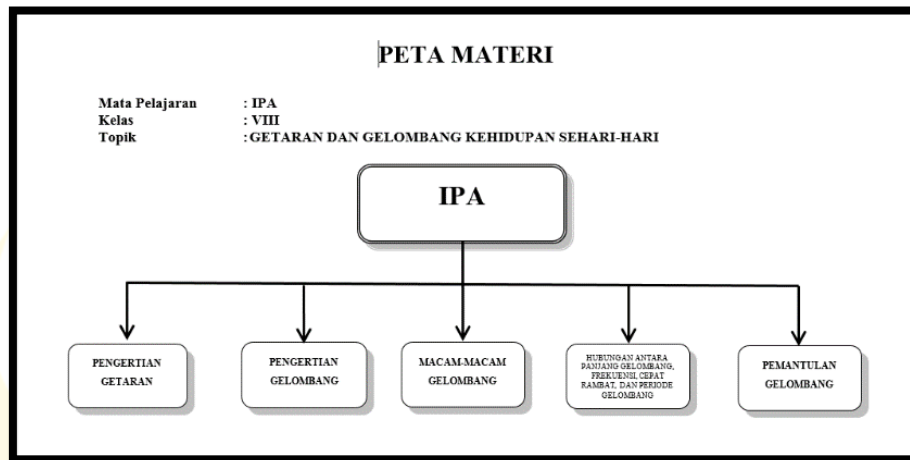 PETA MATERI
Mata Pelajaran : IPA
Kelas : VIII
Topik : GETARAN DAN GELOMBANG KEHIDUPAN SEHARI-HARI
IPA
PENGERTIAN
GETARAN
PENGERTIAN
GELOMBANG
MACAM-MACAM
GELOMBANG
HUBUNGAN ANTARA
PANJANG GELOMBANG,
FREKUENSI, CEPAT
RAMBAT, DAN PERIODE
GELOMBANG
PEMANTULAN
GELOMBANG